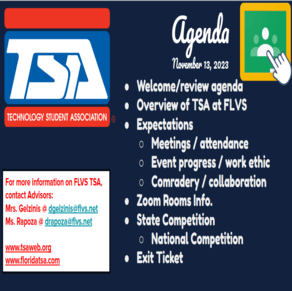 TSA
TECHNOLOGY STUDENT ASSOCIATION
For more information on FLVS TSA,
contact Advisors:
Mrs. Gelzinis @ dgelzinis@flvs.net
Ms. Rapoza @ drapoza@flvs.net
www.tsaweb.org
www.floridatsa.com
Agenda
November 13, 2023
• Welcome/review agenda
• Overview of TSA at FLVS
• Expectations
○ Meetings / attendance
○ Event progress / work ethic
○ Comradery / collaboration
• Zoom Rooms Info.
• State Competition
○ National Competition
• Exit Ticket